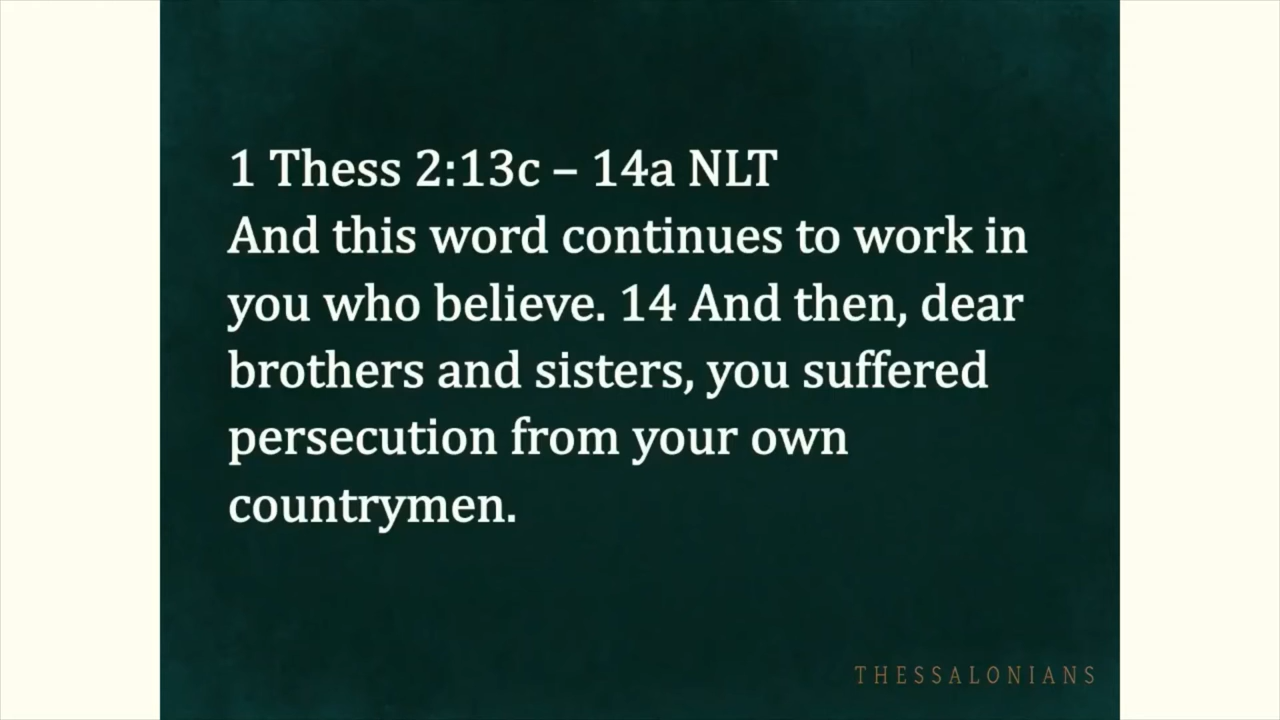 1 Thess 2:13c – 14a NLT
And this word continues to work in
you who believe. 14 And then, dear
brothers and sisters, you suffered
persecution from your own
countrymen.
THESSALONIANS